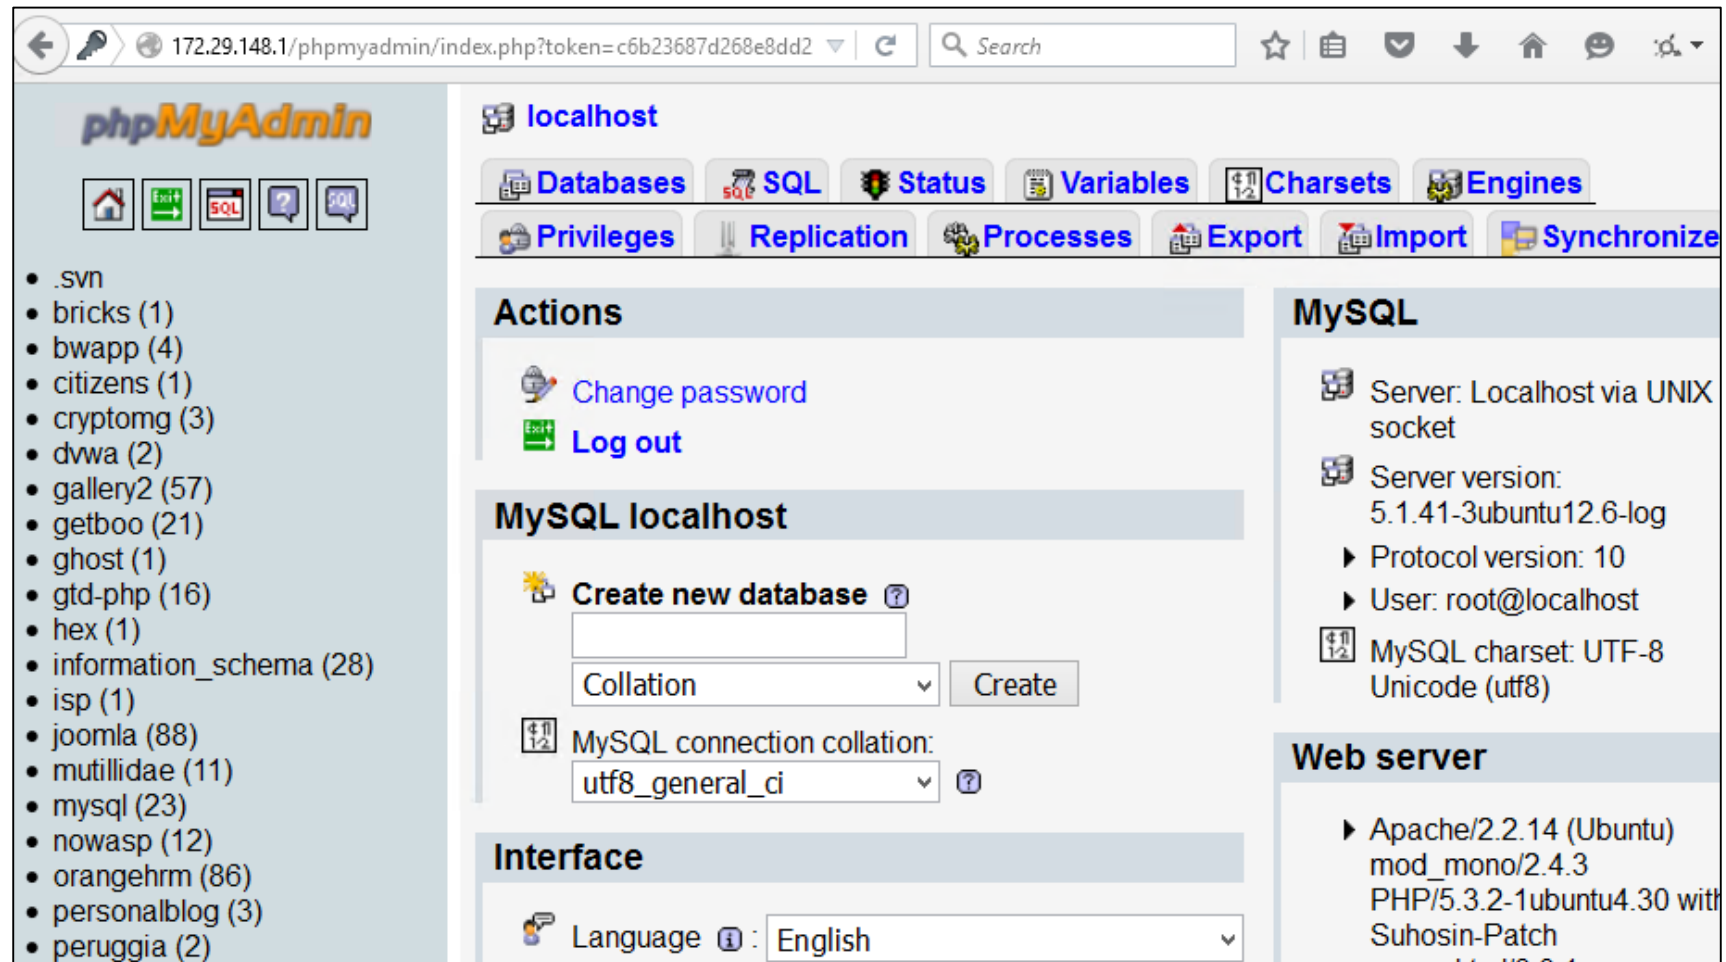 172.29.148.1/phpmyadmin/index.php?token=c6b23687d268e8dd2
Search
phpMyAdmin
Exit
SQL
?
SQL
.svn
bricks (1)
bwapp (4)
citizens (1)
cryptomg (3)
dvwa (2)
gallery2 (57)
getboo (21)
ghost (1)
gtd-php (16)
hex (1)
information_schema (28)
isp (1)
joomla (88)
mutillidae (11)
mysql (23)
nowasp (12)
orangehrm (86)
personalblog (3)
peruggia (2)
localhost
Databases SQL Status Variables Charsets Engines
Privileges Replication Processes Export Import Synchronize
Actions
Change password
Log out
MySQL localhost
Create new database
Collation Create
MySQL connection collation:
utf8_general_ci
Interface
Language : English
MySQL
Server: Localhost via UNIX
socket
Server version:
5.1.41-3ubuntu12.6-log
Protocol version: 10
User: root@localhost
MySQL charset: UTF-8
Unicode (utf8)
Web server
Apache/2.2.14 (Ubuntu)
mod_mono/2.4.3
PHP/5.3.2-1ubuntu4.30 with
Suhosin-Patch